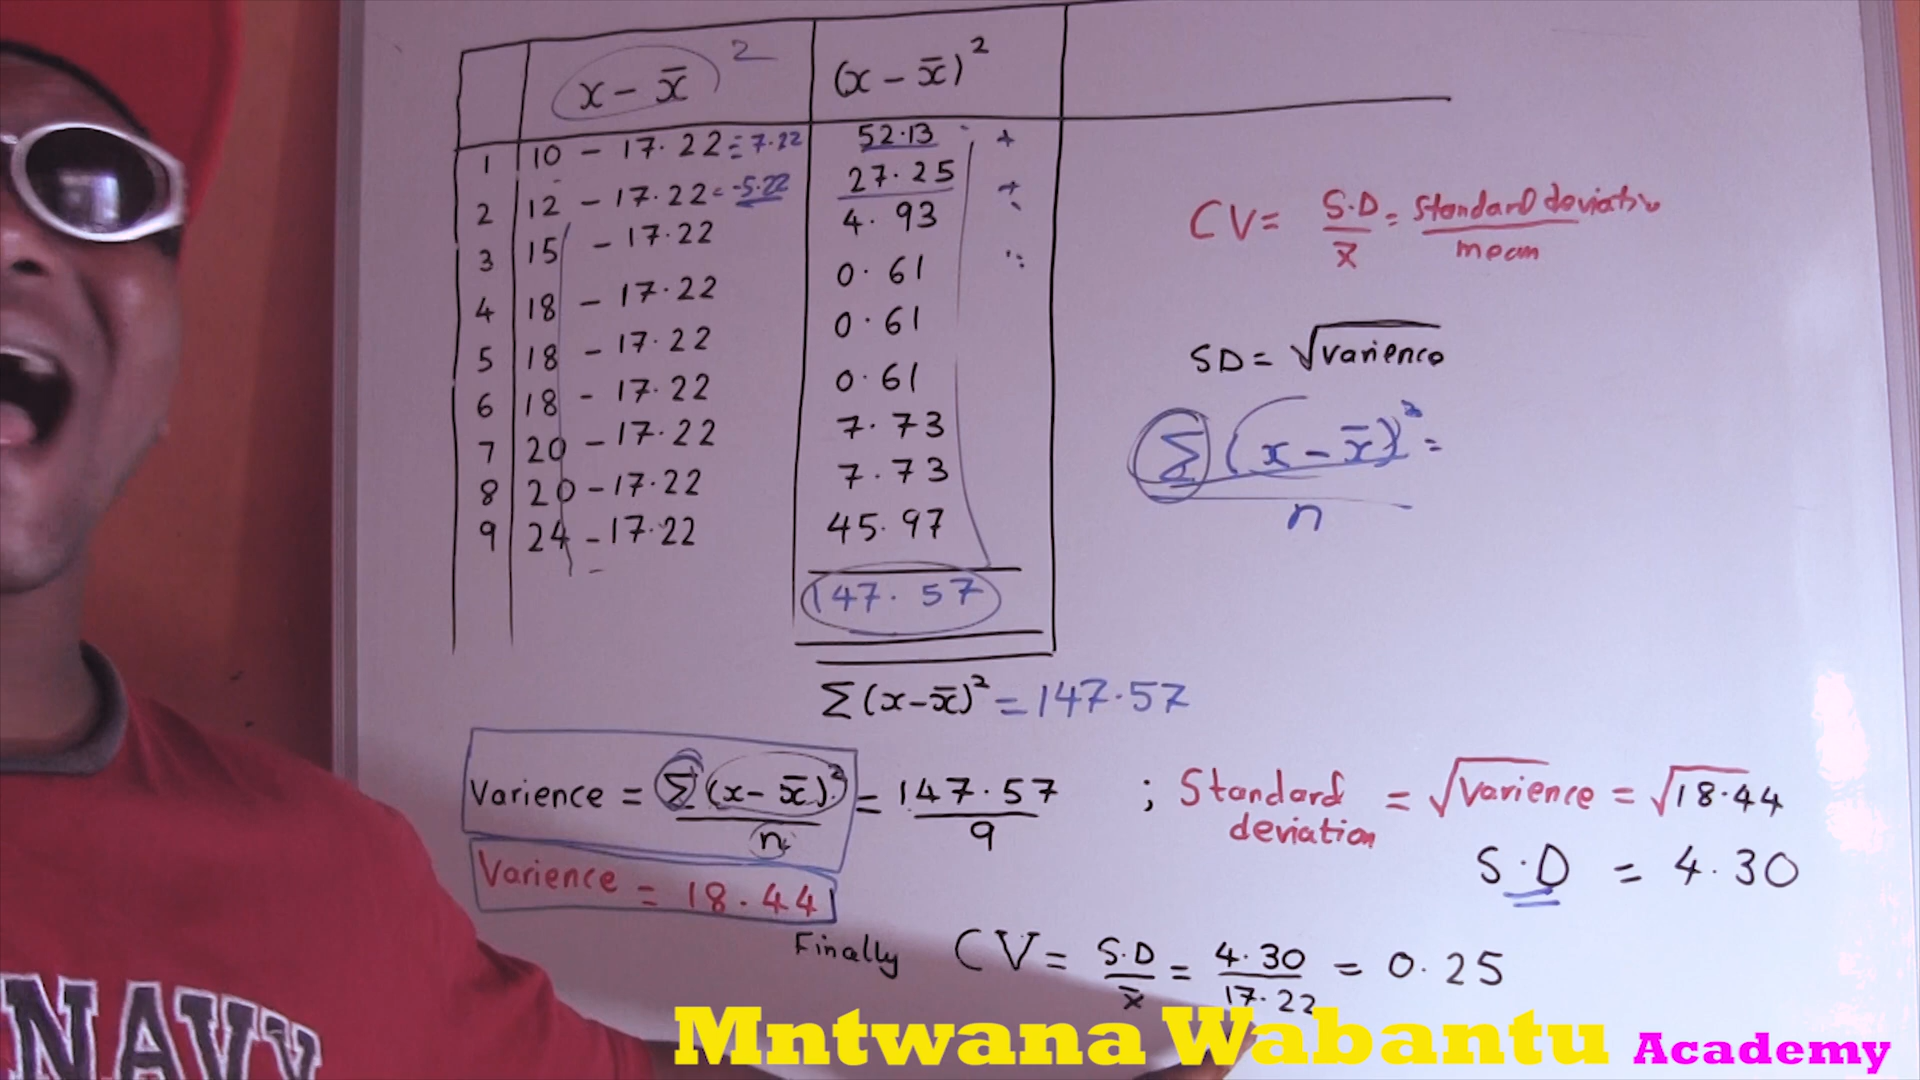 x - x̄ 2 (x - x̄)²
1 10 - 17.22 = 7.22 52.13 +
2 12 - 17.22 = -5.22 27.25 +
3 15 - 17.22 4.93
4 18 - 17.22 0.61
5 18 - 17.22 0.61
6 18 - 17.22 0.61
7 20 - 17.22 7.73
8 20 - 17.22 7.73
9 24 - 17.22 45.97
147.57
Σ(x-x̄)² = 147.57
CV = S.D/x̄ = Standard deviatio/mean
SD = √varience
Σ(x - x̄)²/n =
Varience = Σ(x - x̄)²/n = 147.57/9 ; Standard deviation = √Varience = √18.44
Varience = 18.44
S.D = 4.30
Finally CV = S.D/x̄ = 4.30/17.22 = 0.25
NAVY
Mntwana Wabantu Academy